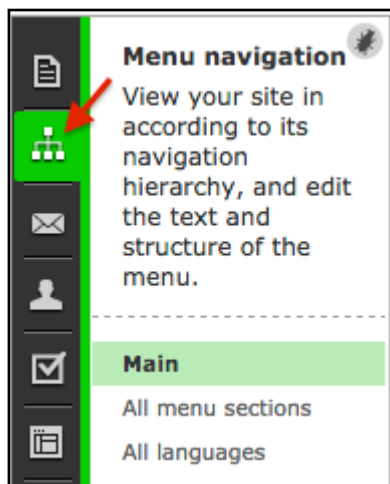 Menu navigation
View your site in
according to its
navigation
hierarchy, and edit
the text and
structure of the
menu.
Main
All menu sections
All languages